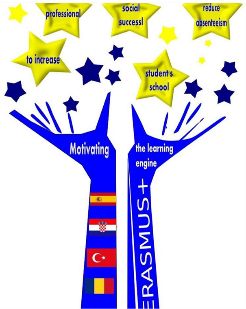 professional
social
success!
reduce
absenteeism
to increase
student's
school
Motivating
the learning
engine
ERASMUS+